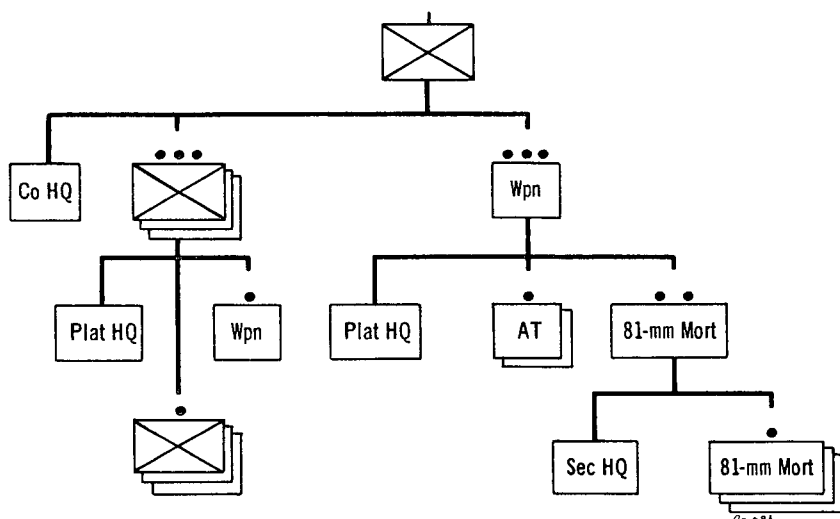 Co HQ
Wpn
Plat HQ
Wpn
Plat HQ
AT
81-mm Mort
Sec HQ
81-mm Mort